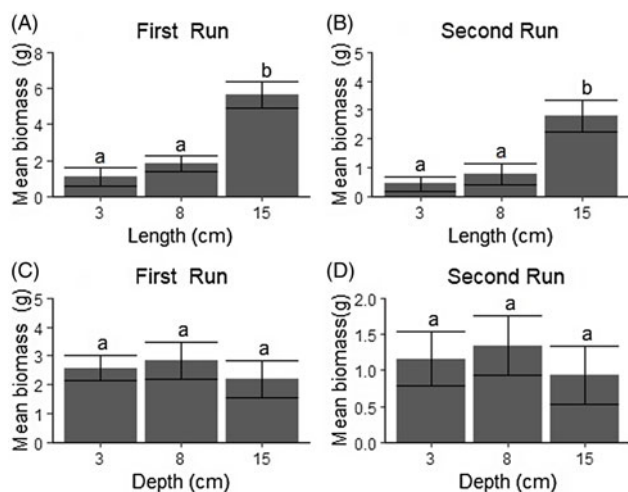 (A) First Run
Mean biomass (g)
8
6
4
2
0
a
a
b
3 8 15
Length (cm)
(B) Second Run
Mean biomass (g)
5
4
3
2
1
0
a
a
b
3 8 15
Length (cm)
(C) First Run
Mean biomass (g)
5
4
3
2
1
0
a
a
a
3 8 15
Depth (cm)
(D) Second Run
Mean biomass(g)
2.0
1.5
1.0
0.5
0.0
a
a
a
3 8 15
Depth (cm)